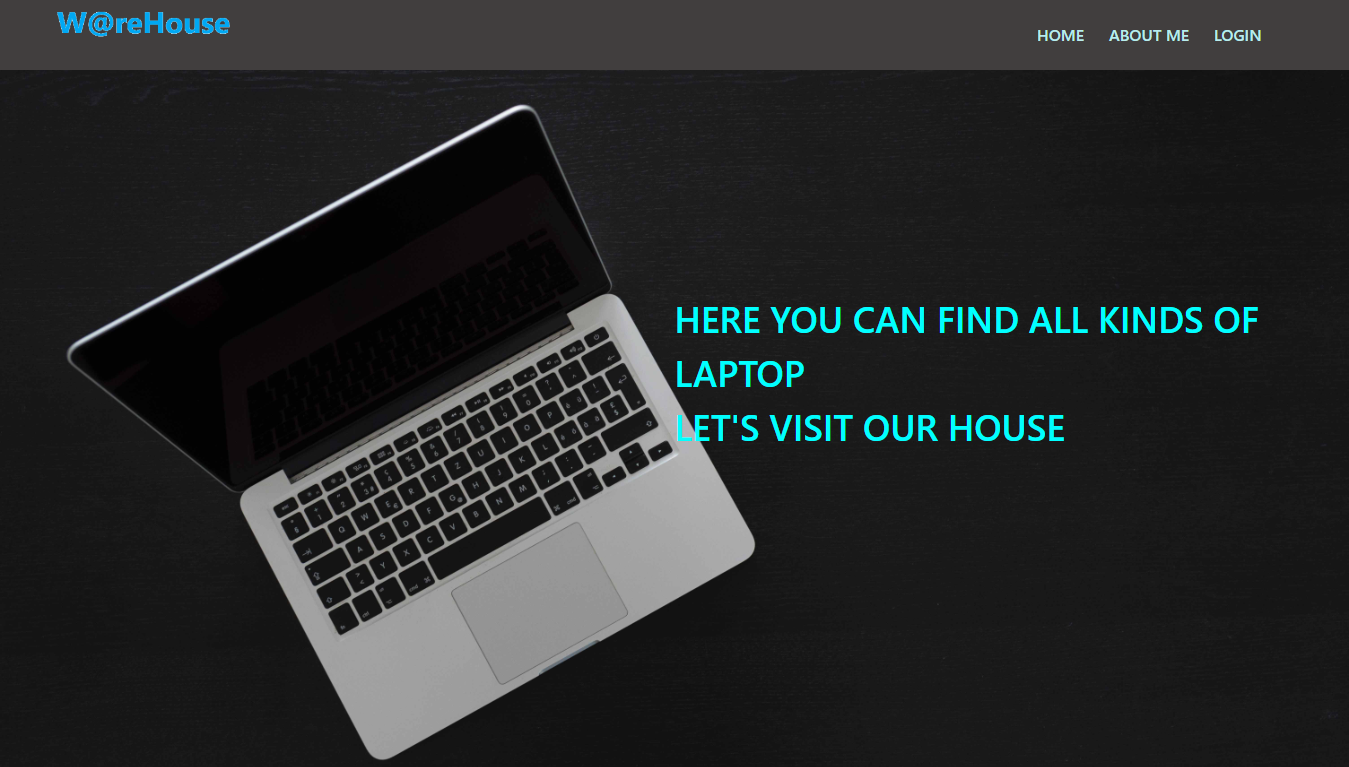 W@reHouse
HOME ABOUT ME LOGIN
HERE YOU CAN FIND ALL KINDS OF
LAPTOP
LET'S VISIT OUR HOUSE